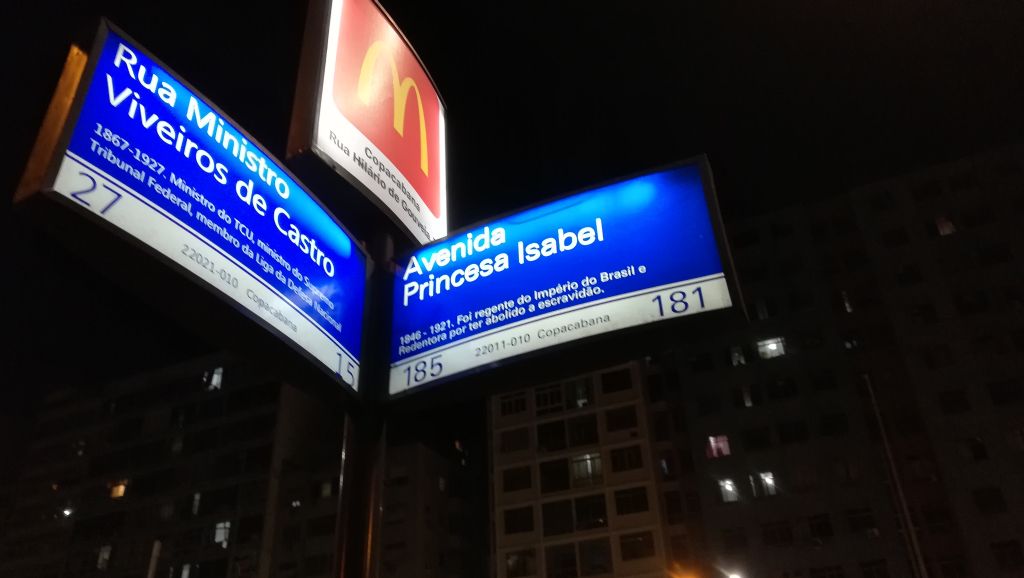 Rua Ministro
Viveiros de Castro
1867-1927. Ministro do TCU, ministro do Supremo
Tribunal Federal, membro da Liga da Defesa Nacional
27
22021-010 Copacabana
15
M
Copacabana
Rua Hilário de Gouveia
Avenida
Princesa Isabel
1846 - 1921. Foi regente do Império do Brasil e
Redentora por ter abolido a escravidão.
185
22011-010 Copacabana
181